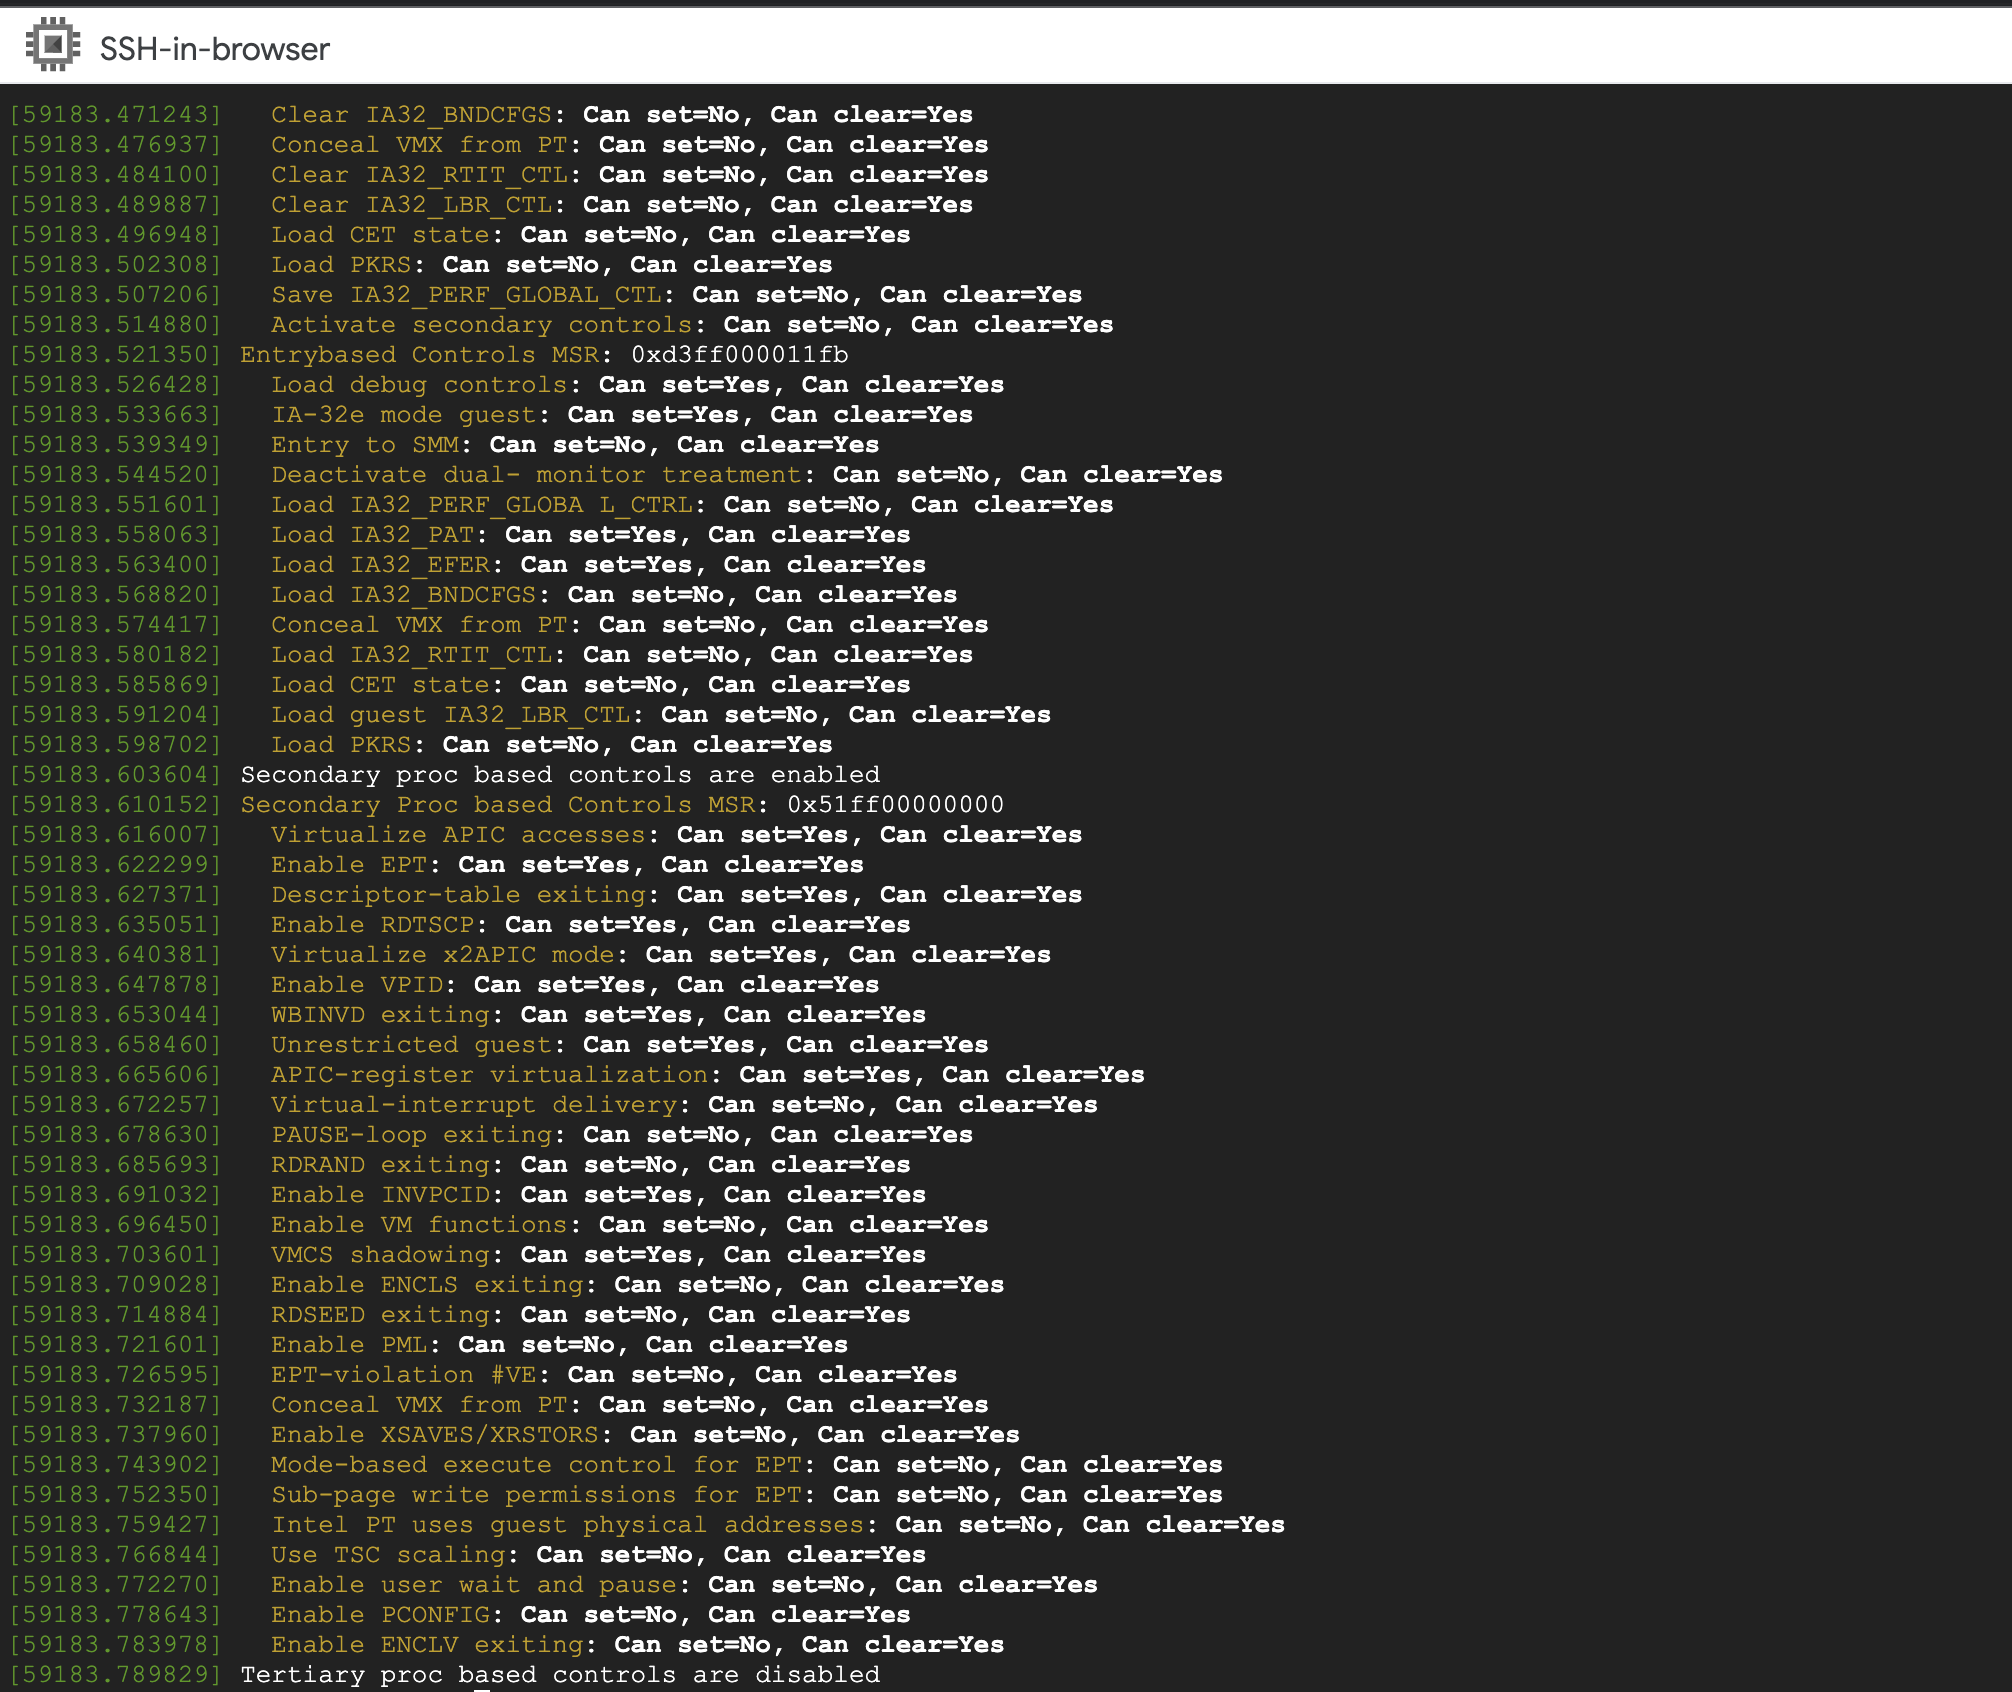 SSH-in-browser
[59183.471243]   Clear IA32_BNDCFGS: Can set=No, Can clear=Yes
[59183.476937]   Conceal VMX from PT: Can set=No, Can clear=Yes
[59183.484100]   Clear IA32_RTIT_CTL: Can set=No, Can clear=Yes
[59183.489887]   Clear IA32_LBR_CTL: Can set=No, Can clear=Yes
[59183.496948]   Load CET state: Can set=No, Can clear=Yes
[59183.502308]   Load PKRS: Can set=No, Can clear=Yes
[59183.507206]   Save IA32_PERF_GLOBAL_CTL: Can set=No, Can clear=Yes
[59183.514880]   Activate secondary controls: Can set=No, Can clear=Yes
[59183.521350] Entrybased Controls MSR: 0xd3ff000011fb
[59183.526428]   Load debug controls: Can set=Yes, Can clear=Yes
[59183.533663]   IA-32e mode guest: Can set=Yes, Can clear=Yes
[59183.539349]   Entry to SMM: Can set=No, Can clear=Yes
[59183.544520]   Deactivate dual- monitor treatment: Can set=No, Can clear=Yes
[59183.551601]   Load IA32_PERF_GLOBA L_CTRL: Can set=No, Can clear=Yes
[59183.558063]   Load IA32_PAT: Can set=Yes, Can clear=Yes
[59183.563400]   Load IA32_EFER: Can set=Yes, Can clear=Yes
[59183.568820]   Load IA32_BNDCFGS: Can set=No, Can clear=Yes
[59183.574417]   Conceal VMX from PT: Can set=No, Can clear=Yes
[59183.580182]   Load IA32_RTIT_CTL: Can set=No, Can clear=Yes
[59183.585869]   Load CET state: Can set=No, Can clear=Yes
[59183.591204]   Load guest IA32_LBR_CTL: Can set=No, Can clear=Yes
[59183.598702]   Load PKRS: Can set=No, Can clear=Yes
[59183.603604] Secondary proc based controls are enabled
[59183.610152] Secondary Proc based Controls MSR: 0x51ff00000000
[59183.616007]   Virtualize APIC accesses: Can set=Yes, Can clear=Yes
[59183.622299]   Enable EPT: Can set=Yes, Can clear=Yes
[59183.627371]   Descriptor-table exiting: Can set=Yes, Can clear=Yes
[59183.635051]   Enable RDTSCP: Can set=Yes, Can clear=Yes
[59183.640381]   Virtualize x2APIC mode: Can set=Yes, Can clear=Yes
[59183.647878]   Enable VPID: Can set=Yes, Can clear=Yes
[59183.653044]   WBINVD exiting: Can set=Yes, Can clear=Yes
[59183.658460]   Unrestricted guest: Can set=Yes, Can clear=Yes
[59183.665606]   APIC-register virtualization: Can set=Yes, Can clear=Yes
[59183.672257]   Virtual-interrupt delivery: Can set=No, Can clear=Yes
[59183.678630]   PAUSE-loop exiting: Can set=No, Can clear=Yes
[59183.685693]   RDRAND exiting: Can set=No, Can clear=Yes
[59183.691032]   Enable INVPCID: Can set=Yes, Can clear=Yes
[59183.696450]   Enable VM functions: Can set=No, Can clear=Yes
[59183.703601]   VMCS shadowing: Can set=Yes, Can clear=Yes
[59183.709028]   Enable ENCLS exiting: Can set=No, Can clear=Yes
[59183.714884]   RDSEED exiting: Can set=No, Can clear=Yes
[59183.721601]   Enable PML: Can set=No, Can clear=Yes
[59183.726595]   EPT-violation #VE: Can set=No, Can clear=Yes
[59183.732187]   Conceal VMX from PT: Can set=No, Can clear=Yes
[59183.737960]   Enable XSAVES/XRSTORS: Can set=No, Can clear=Yes
[59183.743902]   Mode-based execute control for EPT: Can set=No, Can clear=Yes
[59183.752350]   Sub-page write permissions for EPT: Can set=No, Can clear=Yes
[59183.759427]   Intel PT uses guest physical addresses: Can set=No, Can clear=Yes
[59183.766844]   Use TSC scaling: Can set=No, Can clear=Yes
[59183.772270]   Enable user wait and pause: Can set=No, Can clear=Yes
[59183.778643]   Enable PCONFIG: Can set=No, Can clear=Yes
[59183.783978]   Enable ENCLV exiting: Can set=No, Can clear=Yes
[59183.789829] Tertiary proc based controls are disabled